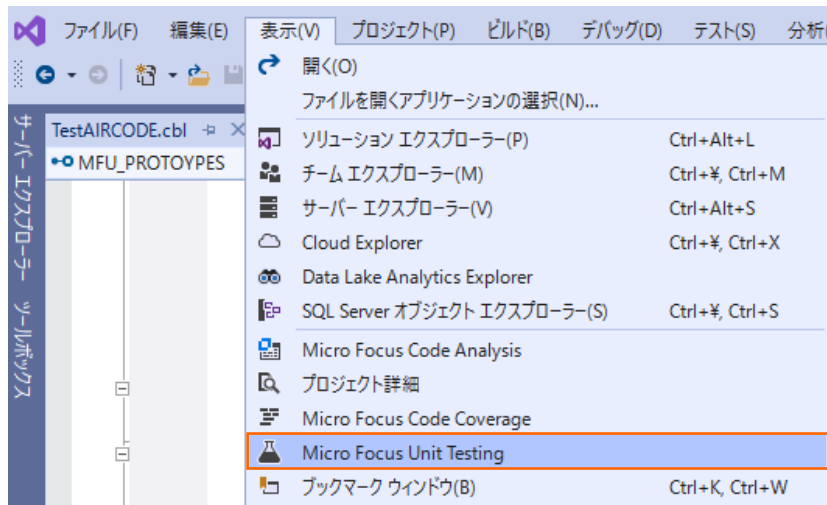 ファイル(F) 編集(E) 表示(V) プロジェクト(P) ビルド(B) デバッグ(D) テスト(S) 分析(
開く(O)
ファイルを開くアプリケーションの選択(N)...
サーバー エクスプローラー ツールボックス
TestAIRCODE.cbl
MFU_PROTOYPES
ソリューション エクスプローラー(P) Ctrl+Alt+L
チーム エクスプローラー(M) Ctrl+¥, Ctrl+M
サーバー エクスプローラー(V) Ctrl+Alt+S
Cloud Explorer Ctrl+¥, Ctrl+X
Data Lake Analytics Explorer
SQL Server オブジェクト エクスプローラー(S) Ctrl+¥, Ctrl+S
Micro Focus Code Analysis
プロジェクト詳細
Micro Focus Code Coverage
Micro Focus Unit Testing
ブックマーク ウィンドウ(B) Ctrl+K, Ctrl+W